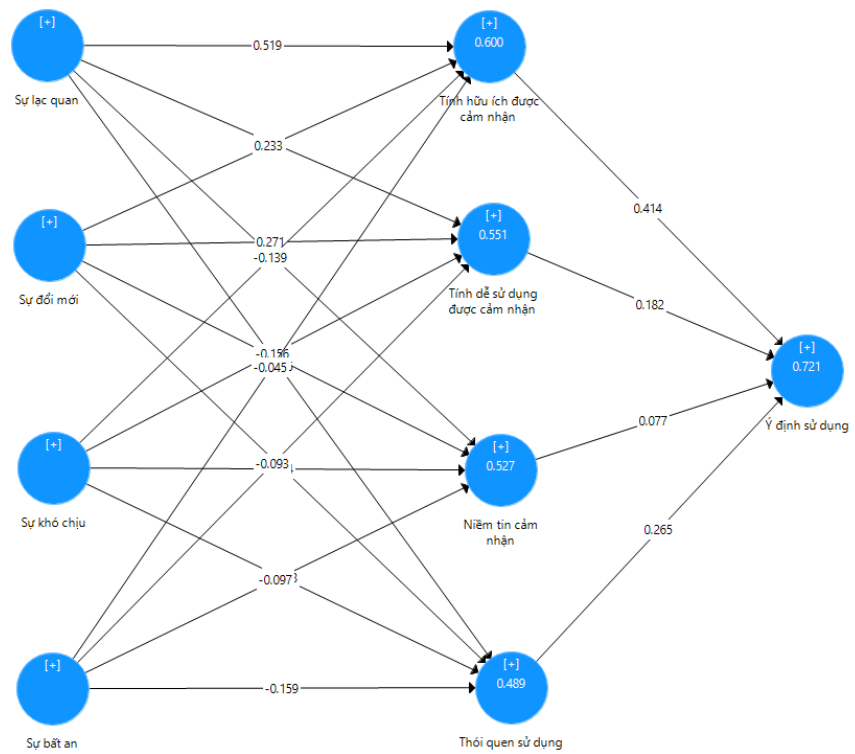 [+]
Sự lạc quan
0.519
[+]
0.600
Tính hữu ích được
cảm nhận
0.233
0.414
[+]
Sự đổi mới
0.271
-0.139
[+]
0.551
Tính dễ sử dụng
được cảm nhận
0.182
[+]
0.721
Ý định sử dụng
-0.156
-0.045
0.077
[+]
Sự khó chịu
-0.093
[+]
0.527
Niềm tin cảm
nhận
0.265
-0.097
[+]
Sự bất an
-0.159
[+]
0.489
Thói quen sử dụng